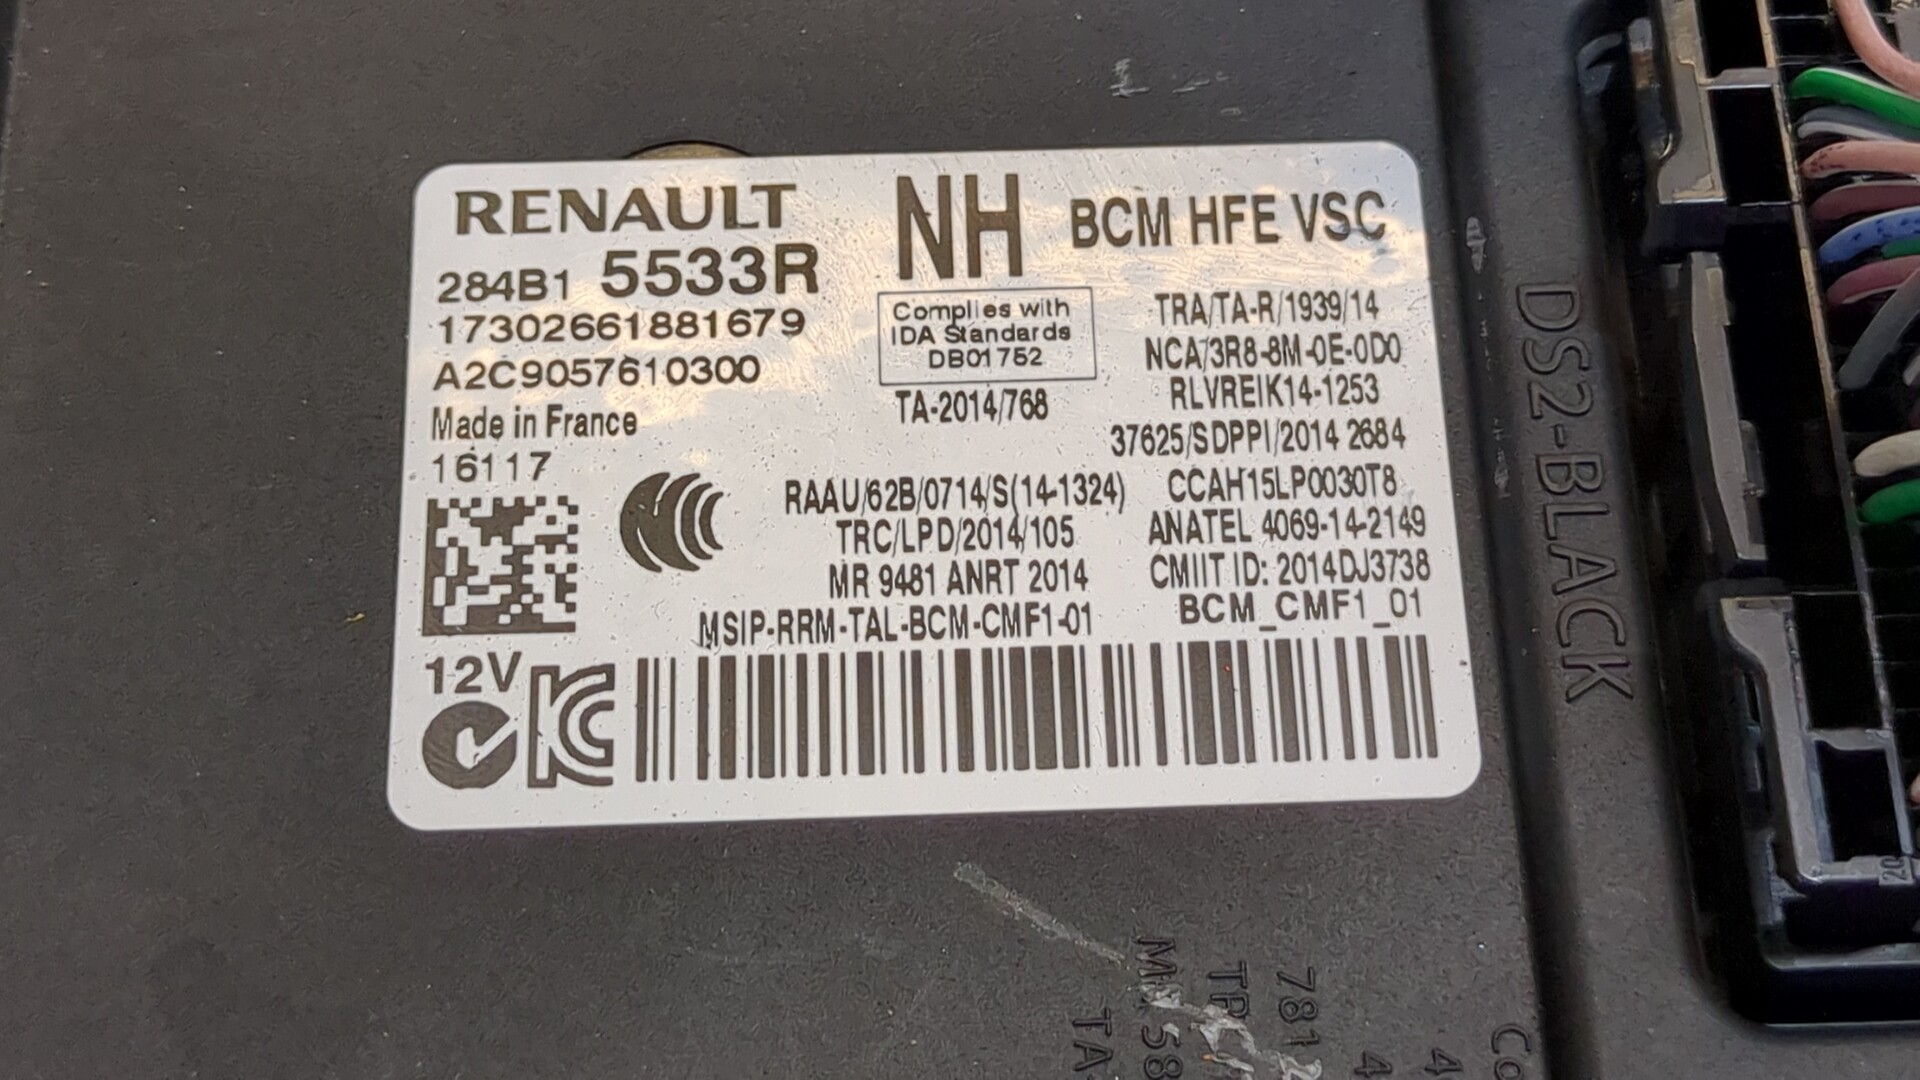 RENAULT
NH
BCM HFE VSC
284B1 5533R
17302661881679
A2C9057610300
Made in France
16117
Complies with
IDA Standards
DB01752
TA-2014/768
TRA/TA-R/1939/14
NCA/3R8-8M-0E-0D0
RLVREIK14-1253
37625/SDPPI/2014 2684
RAAU/62B/0714/S(14-1324)
CCAH15LP0030T8
TRC/LPD/2014/105
ANATEL 4069-14-2149
MR 9481 ANRT 2014
CMIIT ID: 2014DJ3738
MSIP-RRM-TAL-BCM-CMF1-01
BCM_CMF1_01
12V
DS2-BLACK
781